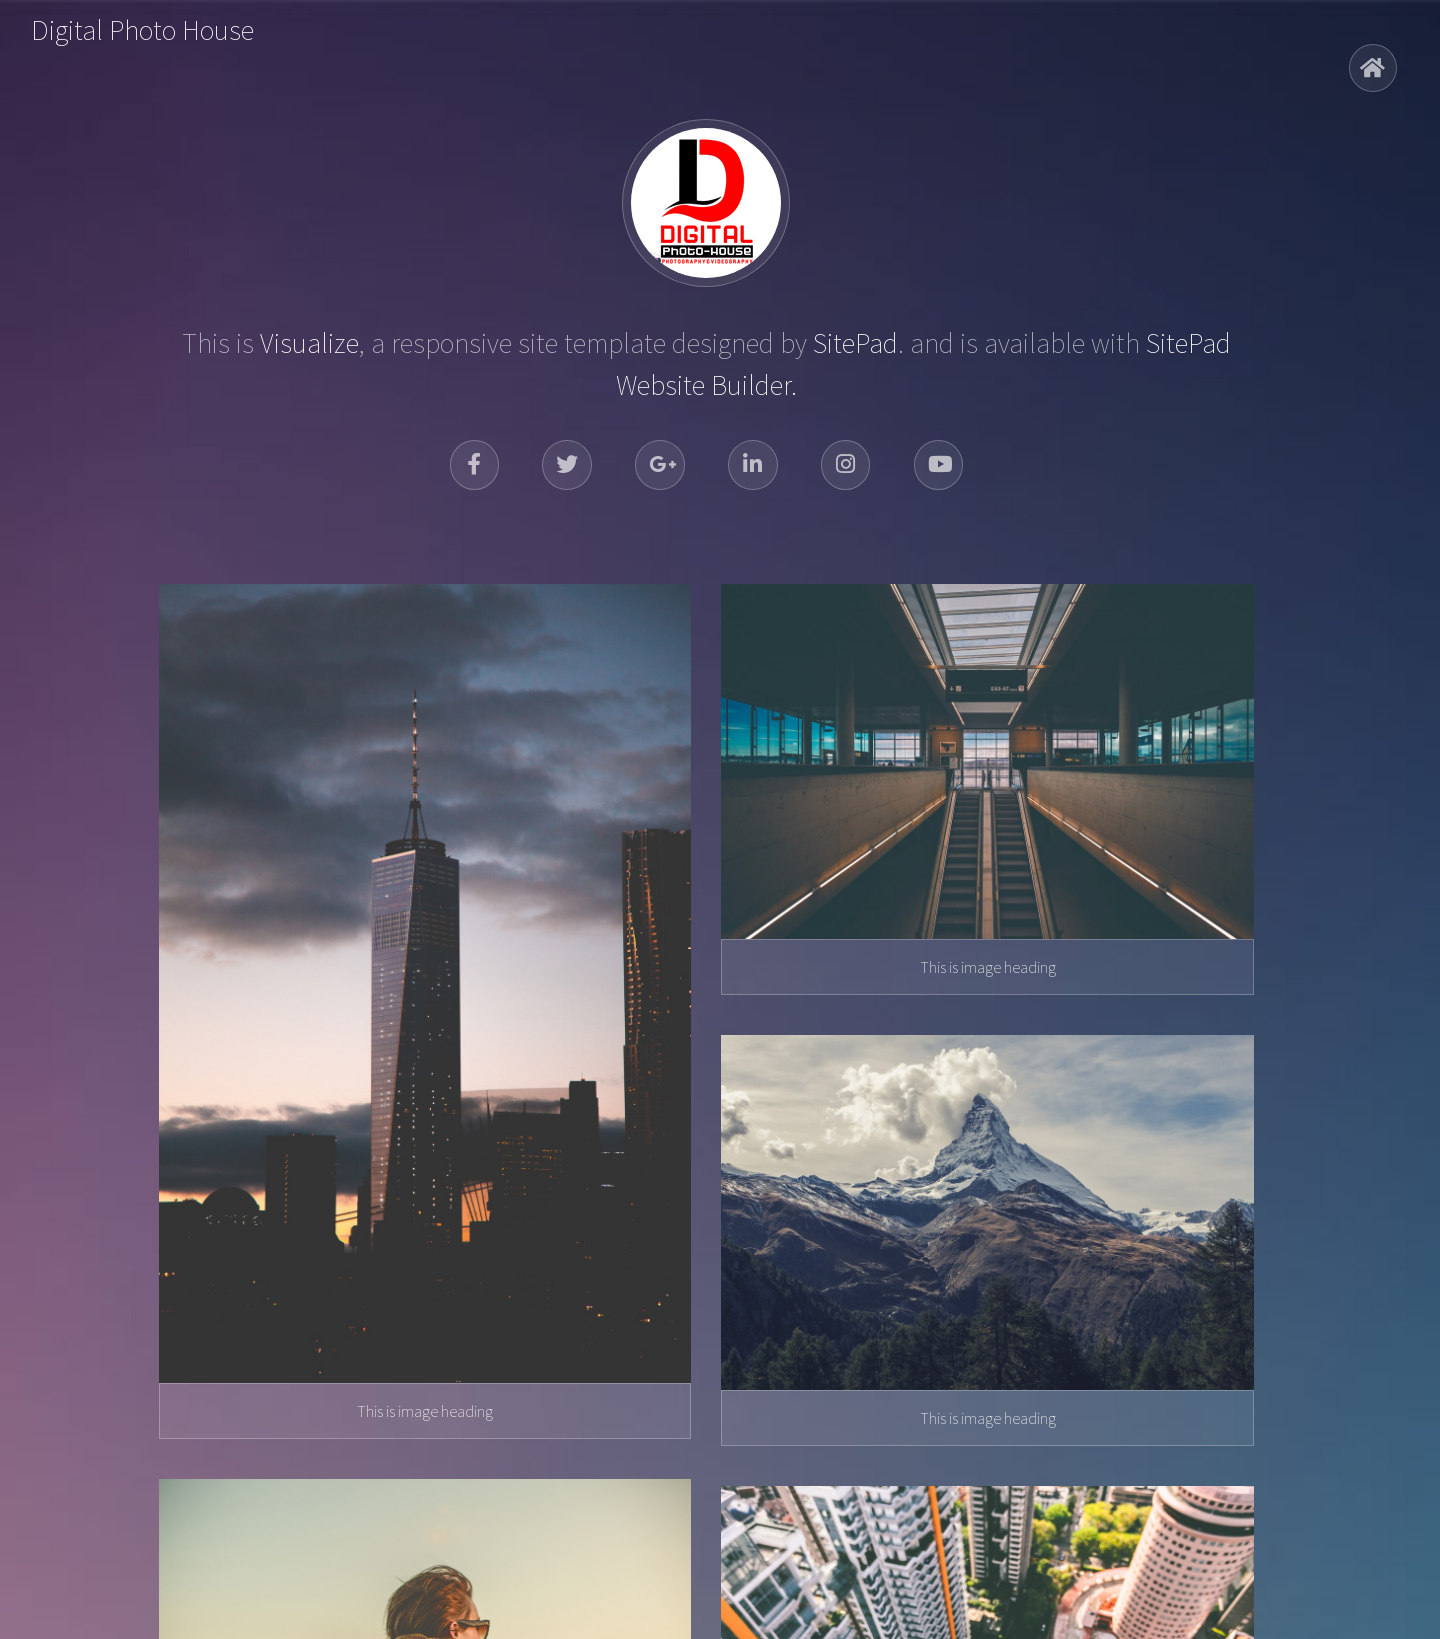 Digital Photo House
DIGITAL
PHOTO-HOUSE
PHOTOGRAPHY&VIDEOGRAPHY
This is Visualize, a responsive site template designed by SitePad. and is available with SitePad
Website Builder.
This is image heading
This is image heading
This is image heading